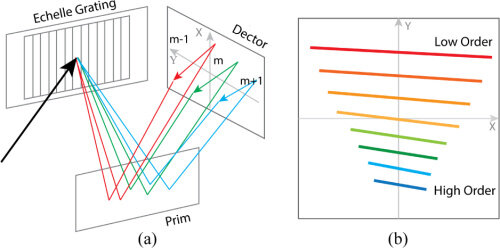 Echelle Grating
Dector
X
m-1
Y
m
m+1
Prim
(a)
Y
Low Order
X
High Order
(b)